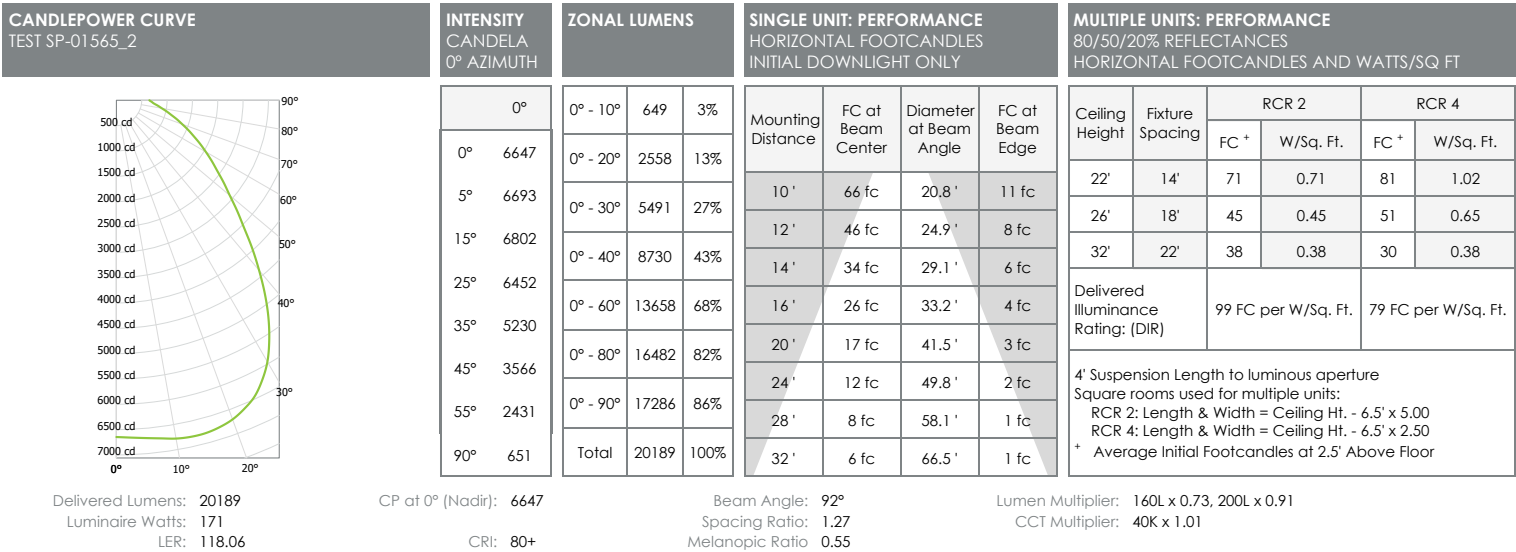 CANDLEPOWER CURVE
TEST SP-01565_2
500 cd
1000 cd
1500 cd
2000 cd
2500 cd
3000 cd
3500 cd
4000 cd
4500 cd
5000 cd
5500 cd
6000 cd
6500 cd
7000 cd
90°
80°
70°
60°
50°
40°
30°
0° 10° 20°
INTENSITY
CANDELA
0° AZIMUTH
0°
0° 6647
5° 6693
15° 6802
25° 6452
35° 5230
45° 3566
55° 2431
90° 651
ZONAL LUMENS
0° - 10° 649 3%
0° - 20° 2558 13%
0° - 30° 5491 27%
0° - 40° 8730 43%
0° - 60° 13658 68%
0° - 80° 16482 82%
0° - 90° 17286 86%
Total 20189 100%
SINGLE UNIT: PERFORMANCE
HORIZONTAL FOOTCANDLES
INITIAL DOWNLIGHT ONLY
Mounting
Distance
FC at
Beam
Center
Diameter
at Beam
Angle
FC at
Beam
Edge
10 ' 66 fc 20.8 ' 11 fc
12 ' 46 fc 24.9 ' 8 fc
14 ' 34 fc 29.1 ' 6 fc
16 ' 26 fc 33.2 ' 4 fc
20 ' 17 fc 41.5 ' 3 fc
24 ' 12 fc 49.8 ' 2 fc
28 ' 8 fc 58.1 ' 1 fc
32 ' 6 fc 66.5 ' 1 fc
MULTIPLE UNITS: PERFORMANCE
80/50/20% REFLECTANCES
HORIZONTAL FOOTCANDLES AND WATTS/SQ FT
Ceiling
Height
Fixture
Spacing
RCR 2 RCR 4
FC + W/Sq. Ft. FC + W/Sq. Ft.
22' 14' 71 0.71 81 1.02
26' 18' 45 0.45 51 0.65
32' 22' 38 0.38 30 0.38
Delivered
Illuminance
Rating: (DIR)
99 FC per W/Sq. Ft. 79 FC per W/Sq. Ft.
4' Suspension Length to luminous aperture
Square rooms used for multiple units:
RCR 2: Length & Width = Ceiling Ht. - 6.5' x 5.00
RCR 4: Length & Width = Ceiling Ht. - 6.5' x 2.50
+ Average Initial Footcandles at 2.5' Above Floor
Delivered Lumens: 20189
Luminaire Watts: 171
LER: 118.06
CP at 0° (Nadir): 6647
CRI: 80+
Beam Angle: 92°
Spacing Ratio: 1.27
Melanopic Ratio 0.55
Lumen Multiplier: 160L x 0.73, 200L x 0.91
CCT Multiplier: 40K x 1.01